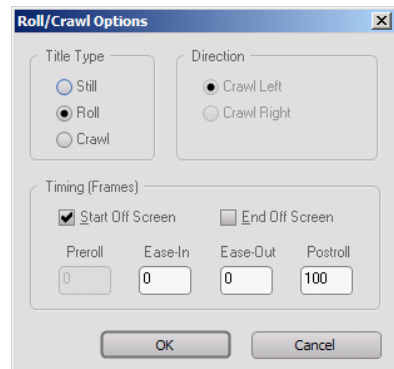 Roll/Crawl Options
Title Type
Direction
Still
Crawl Left
Roll
Crawl Right
Crawl
Timing (Frames)
Start Off Screen
End Off Screen
Preroll Ease-In Ease-Out Postroll
0 0 0 100
OK Cancel